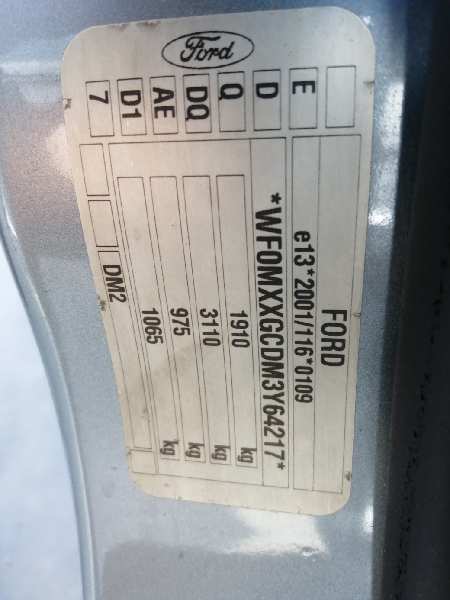 Ford
FORD
e13*2001/116*0109
*WF0MXXGCDM3Y64217*
1910 kg
3110 kg
975 kg
1065 kg
DM2
E
D
Q
DQ
AE
D1
7